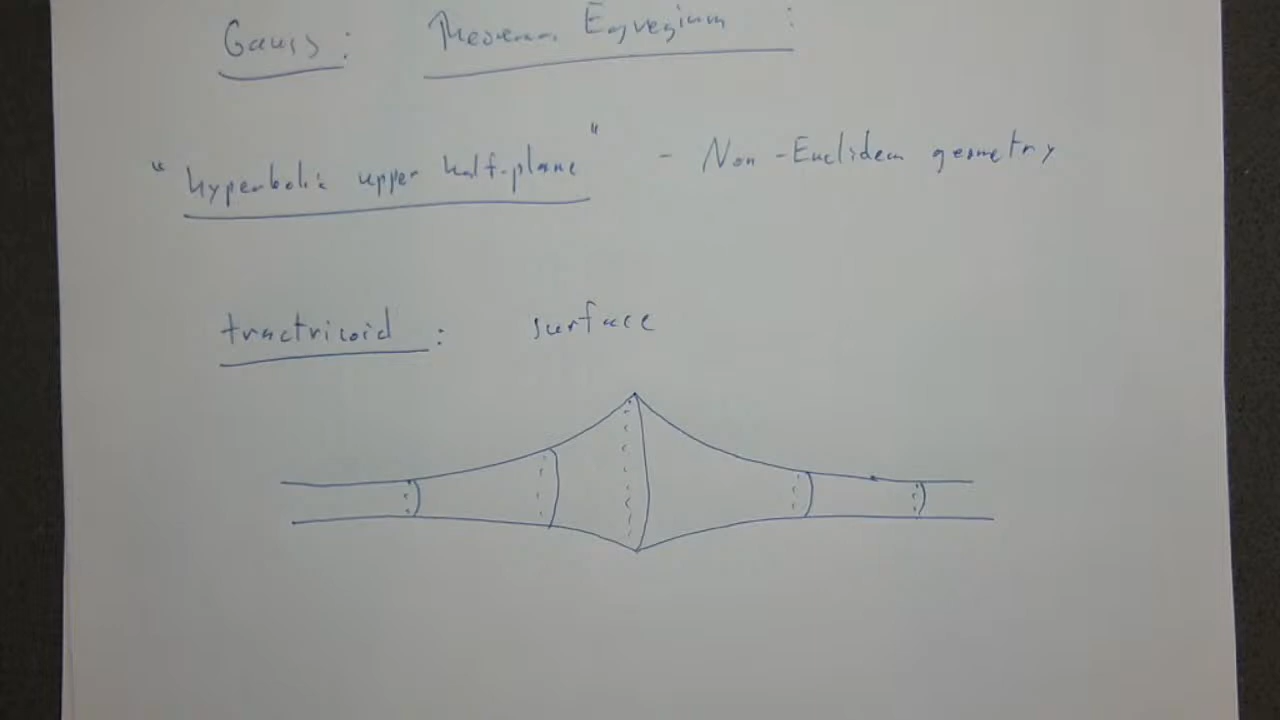 Gauss: Theorema Egregium :
"hyperbolic upper half-plane" - Non-Euclidean geometry
tractricoid: surface